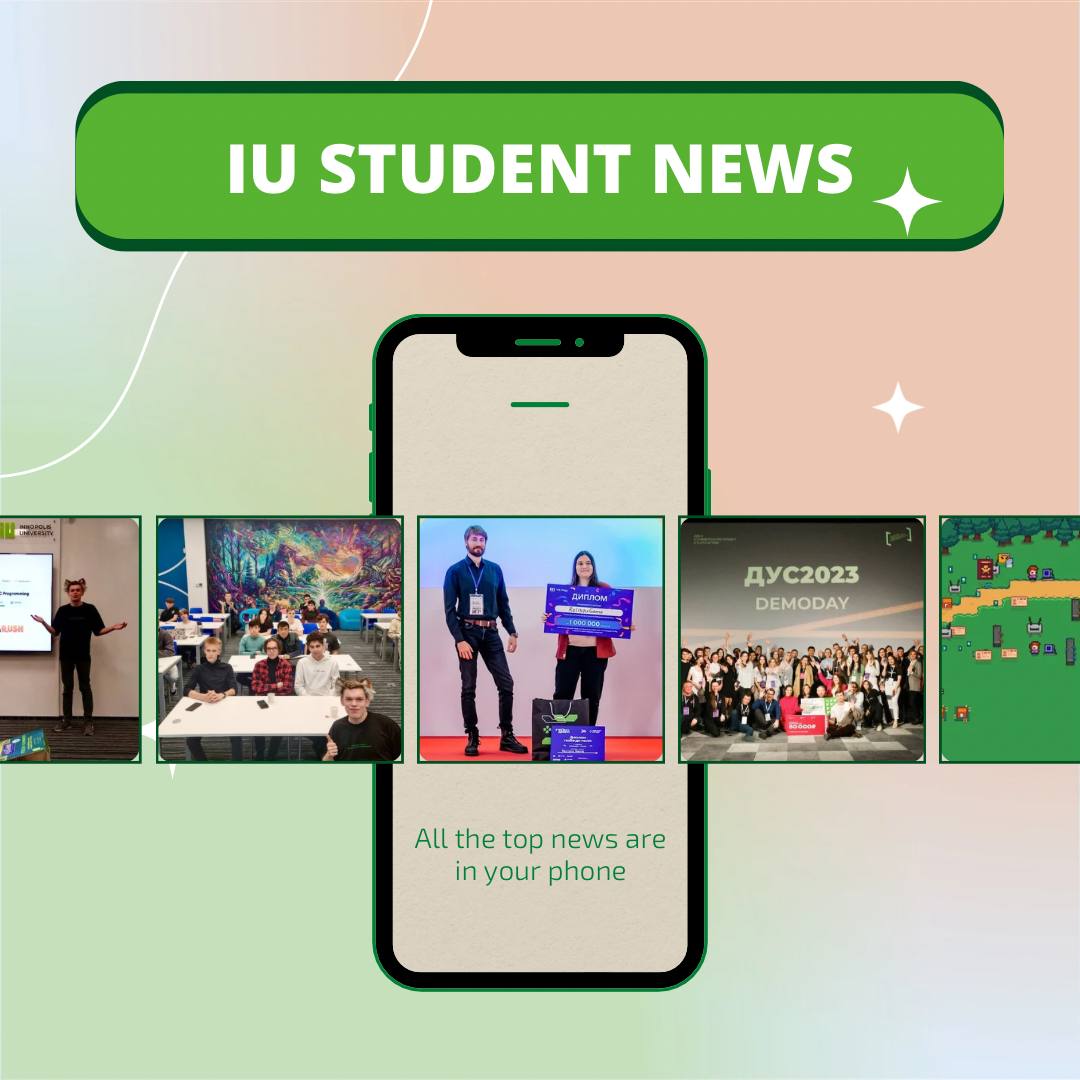 IU STUDENT NEWS
INNOPOLIS
UNIVERSITY
C Programming
RUSH
ДИПЛОМ
1 000 000
ДУС2023
DEMODAY
All the top news are
in your phone